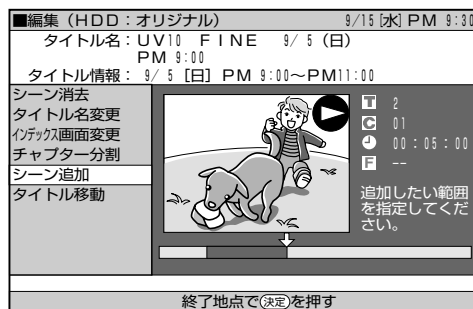 ■編集（HDD：オリジナル） 9/15［水］PM 9:30
タイトル名：UV10 FINE 9/ 5（日）
PM 9:00
タイトル情報： 9/ 5 ［日］ PM 9:00～PM11:00
シーン消去
タイトル名変更
インデックス画面変更
チャプター分割
シーン追加
タイトル移動
T 2
C 01
00：05：00
F --
追加したい範囲
を指定してくだ
さい。
終了地点で決定を押す